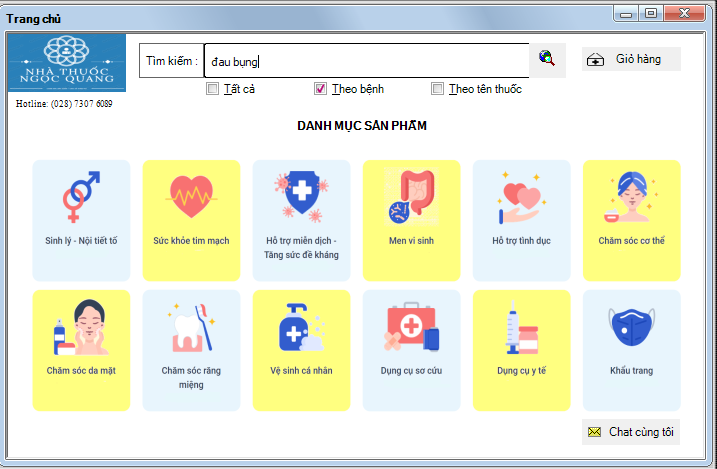 Trang chủ
NHÀ THUỐC
NGỌC QUANG
Hotline: (028) 7307 6089
Tìm kiếm :
đau bụng
Giỏ hàng
Tất cả
Theo bệnh
Theo tên thuốc
DANH MỤC SẢN PHẨM
Sinh lý - Nội tiết tố
Sức khỏe tim mạch
Hỗ trợ miễn dịch -
Tăng sức đề kháng
Men vi sinh
Hỗ trợ tình dục
Chăm sóc cơ thể
Chăm sóc da mặt
Chăm sóc răng
miệng
Vệ sinh cá nhân
Dụng cụ sơ cứu
Dụng cụ y tế
Khẩu trang
Chat cùng tôi